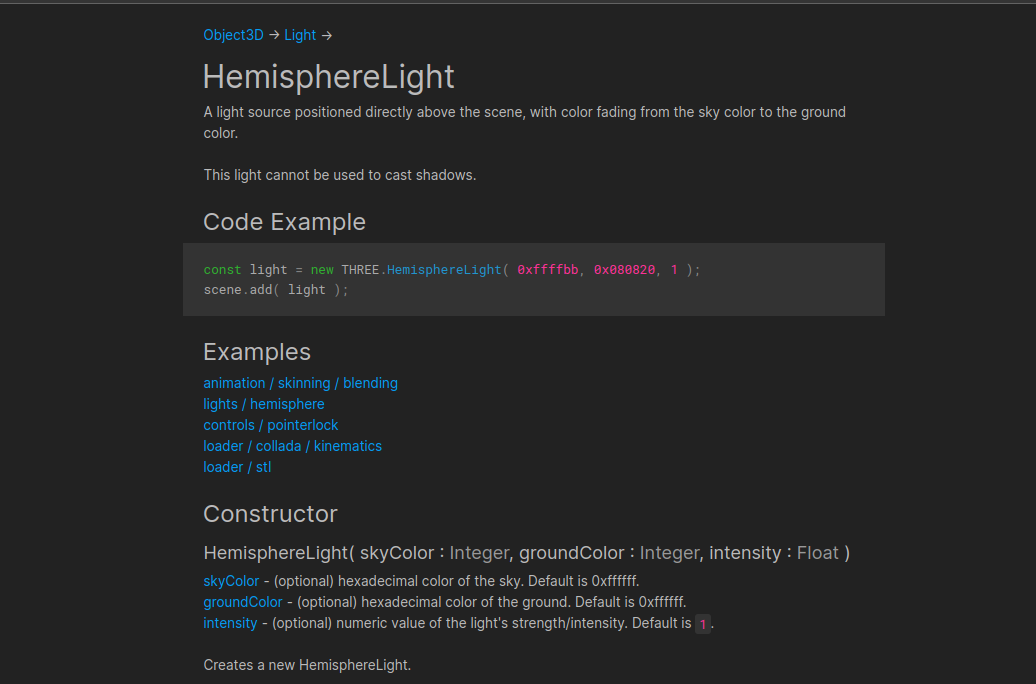 Object3D → Light →
HemisphereLight
A light source positioned directly above the scene, with color fading from the sky color to the ground
color.
This light cannot be used to cast shadows.
Code Example
const light = new THREE.HemisphereLight( 0xffffbb, 0x080820, 1 );
scene.add( light );
Examples
animation / skinning / blending
lights / hemisphere
controls / pointerlock
loader / collada / kinematics
loader / stl
Constructor
HemisphereLight( skyColor : Integer, groundColor : Integer, intensity : Float )
skyColor - (optional) hexadecimal color of the sky. Default is 0xffffff.
groundColor - (optional) hexadecimal color of the ground. Default is 0xffffff.
intensity - (optional) numeric value of the light's strength/intensity. Default is 1.
Creates a new HemisphereLight.